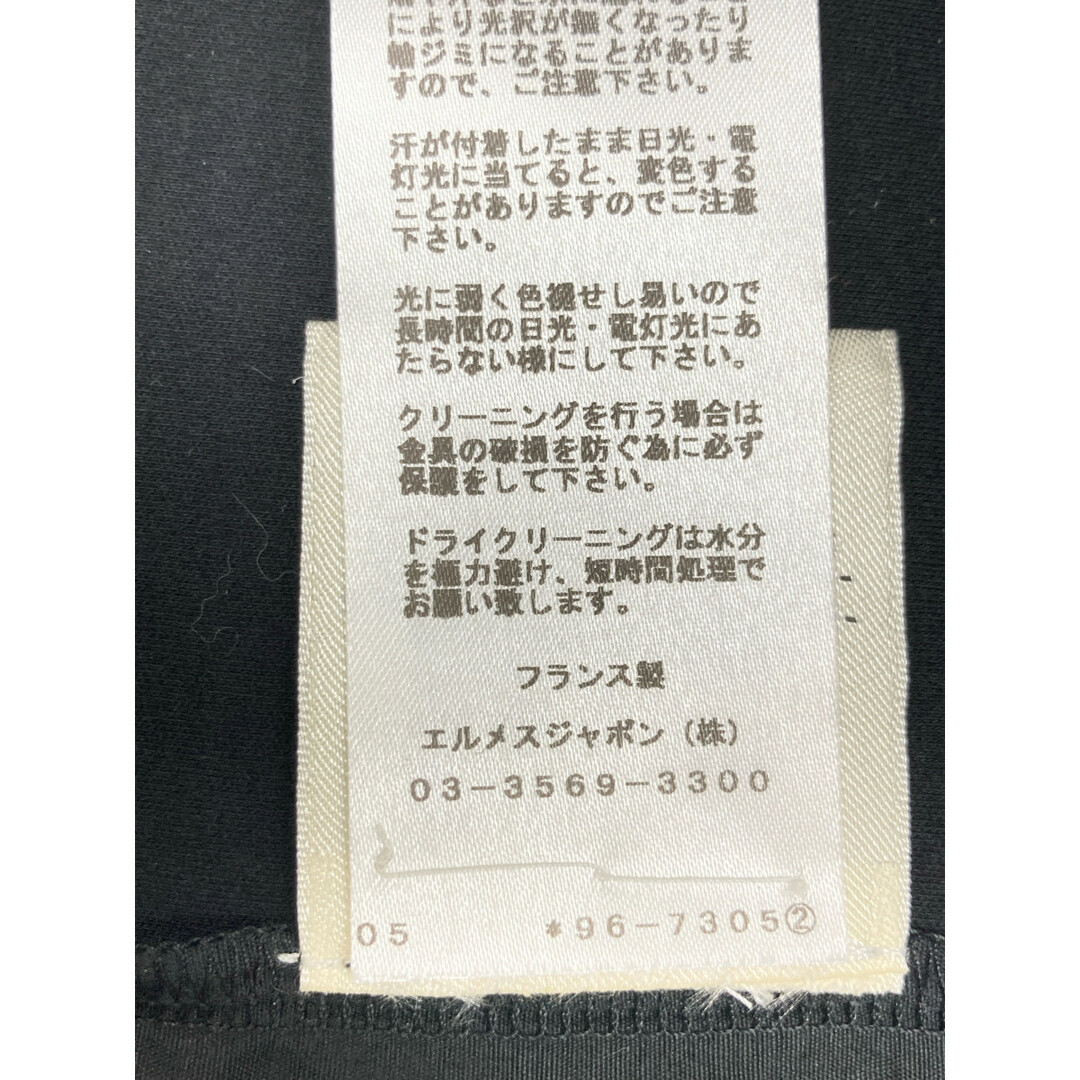 により光沢が無くなったり
輪ジミになることがありま
すので、ご注意下さい。
汗が付着したまま日光・電
灯光に当てると、変色する
ことがありますのでご注意
下さい。
光に弱く色褪せし易いので
長時間の日光・電灯光にあ
たらない様にして下さい。
クリーニングを行う場合は
金具の破損を防ぐ為に必ず
保護をして下さい。
ドライクリーニングは水分
を極力避け、短時間処理で
お願い致します。
フランス製
エルメスジャポン（株）
03-3569-3300
05 *96-7305②